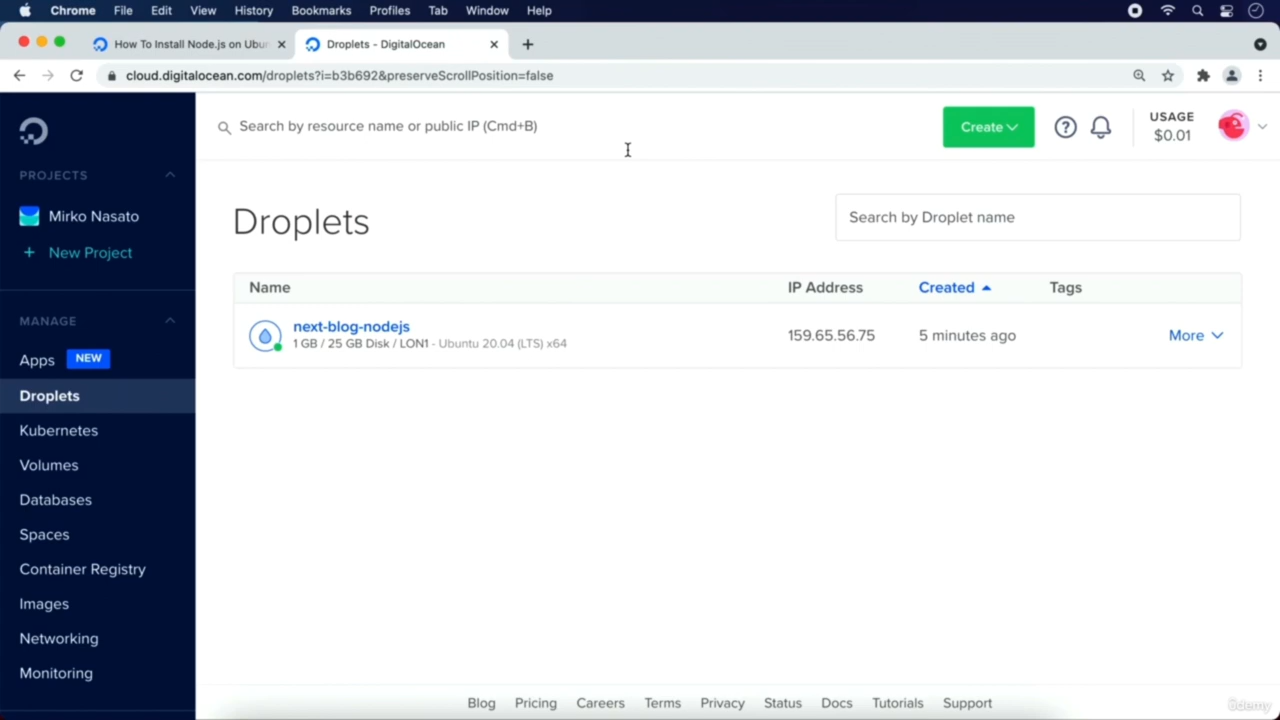 Chrome File Edit View History Bookmarks Profiles Tab Window Help
How To Install Node.js on Ubu
Droplets - DigitalOcean
cloud.digitalocean.com/droplets?i=b3b692&preserveScrollPosition=false
Search by resource name or public IP (Cmd+B)
Create
USAGE
$0.01
PROJECTS
Mirko Nasato
+ New Project
MANAGE
Apps NEW
Droplets
Kubernetes
Volumes
Databases
Spaces
Container Registry
Images
Networking
Monitoring
Droplets
Search by Droplet name
Name IP Address Created Tags
next-blog-nodejs
1 GB / 25 GB Disk / LON1 - Ubuntu 20.04 (LTS) x64
159.65.56.75 5 minutes ago More
Blog Pricing Careers Terms Privacy Status Docs Tutorials Support
ûdemy